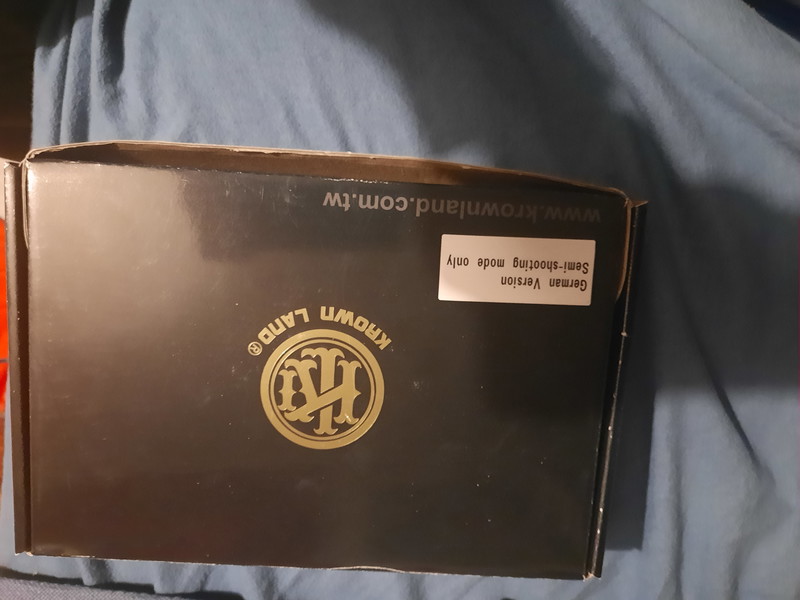 KROWN LAND®
German Version
Semi-shooting mode only
www.krownland.com.tw